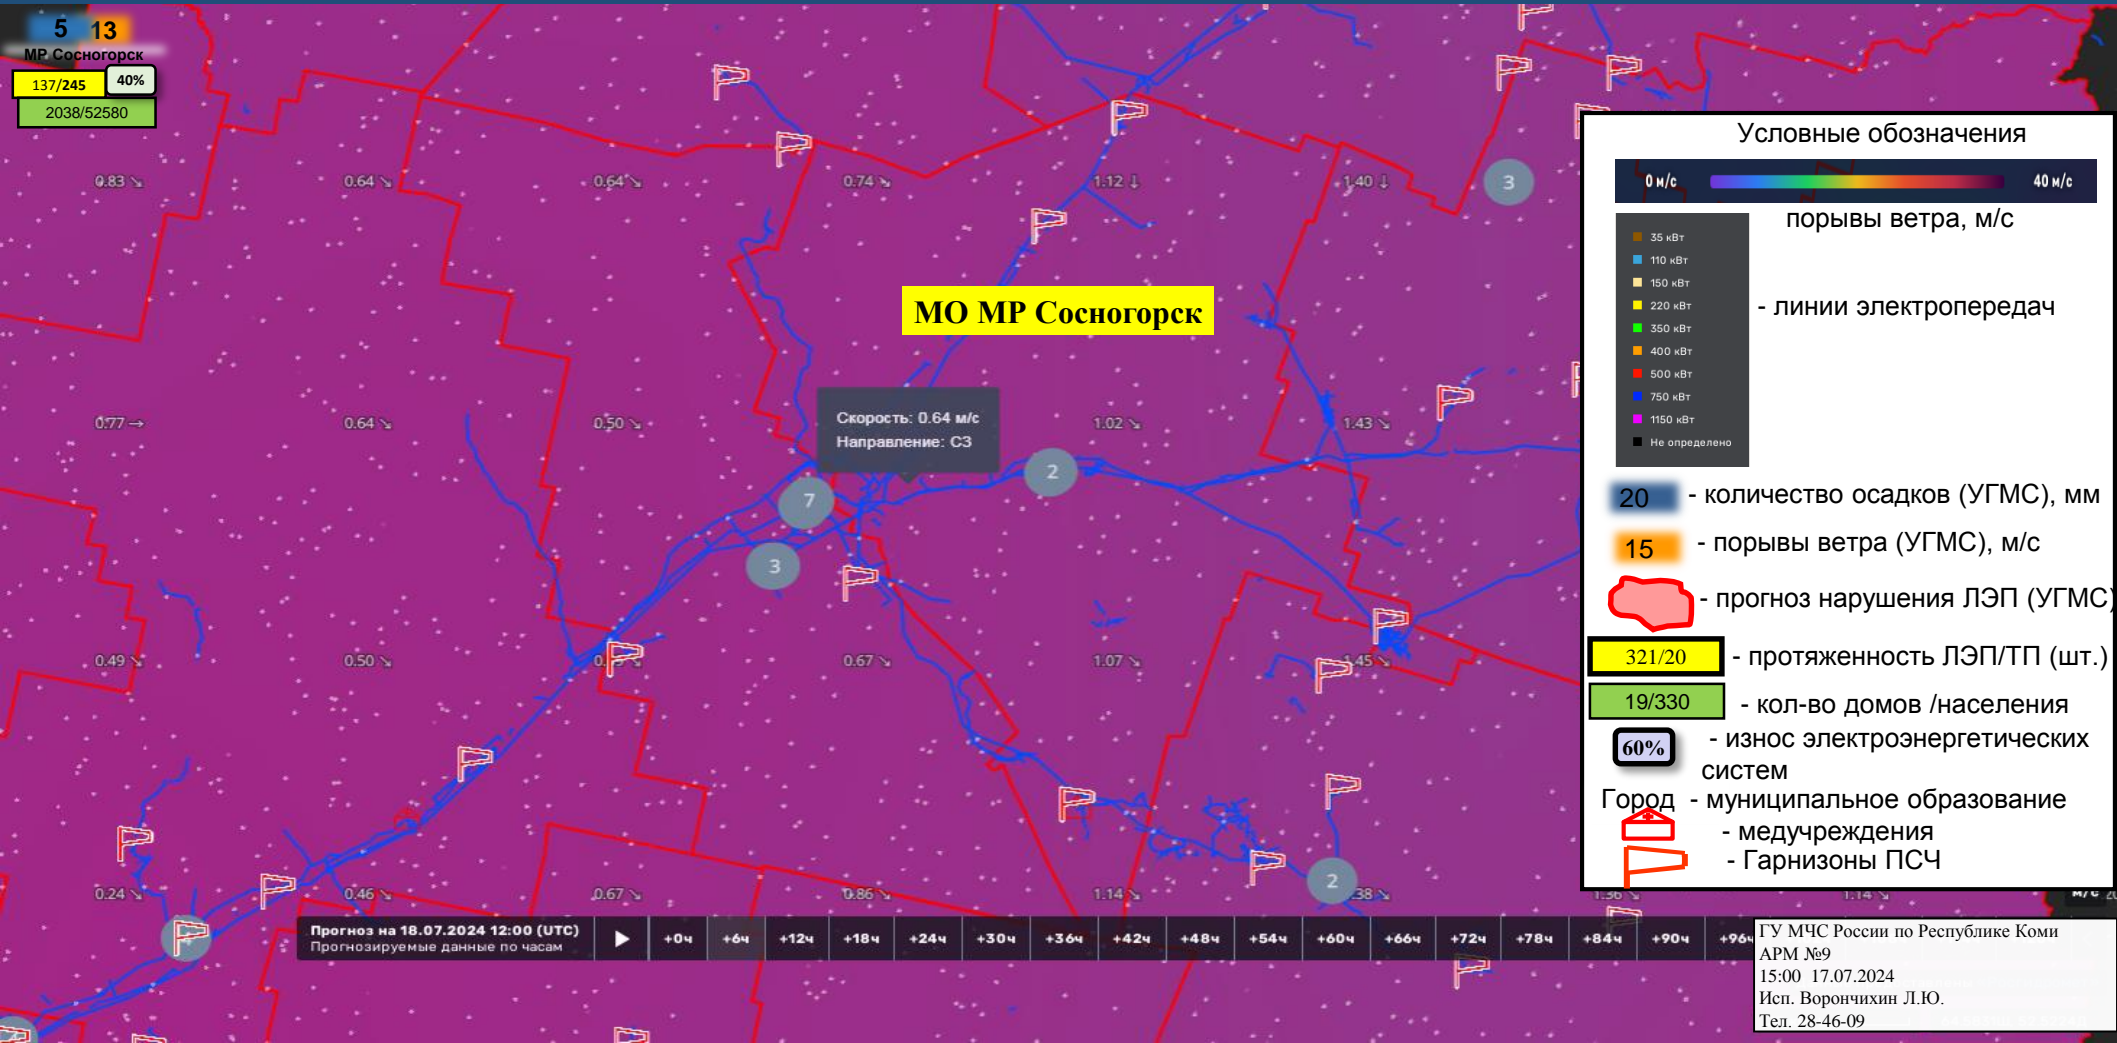 5 13
МР Сосногорск
137/245 40%
2038/52580
МО МР Сосногорск
Скорость: 0.64 м/с
Направление: СЗ
0.83 ↘ 0.64 ↘ 0.64 ↘ 0.74 ↘ 1.12 ↓ 1.40 ↓ 3
0.77 → 0.64 ↘ 0.50 ↘ 1.02 ↘ 1.43 ↘
2
7
3
0.49 ↘ 0.50 ↘ 0.67 ↘ 1.07 ↘ 1.45 ↘
0.24 ↘ 0.46 ↘ 0.67 ↘ 0.86 ↘ 1.14 ↘ 2 .38 ↘ 1.36 ↘ 1.14 ↘ м/с
Условные обозначения
0 м/с 40 м/с
порывы ветра, м/с
35 кВт
110 кВт
150 кВт
220 кВт
350 кВт
400 кВт
500 кВт
750 кВт
1150 кВт
Не определено
- линии электропередач
20 - количество осадков (УГМС), мм
15 - порывы ветра (УГМС), м/с
- прогноз нарушения ЛЭП (УГМС)
321/20 - протяженность ЛЭП/ТП (шт.)
19/330 - кол-во домов /населения
60% - износ электроэнергетических
систем
Город - муниципальное образование
- медучреждения
- Гарнизоны ПСЧ
Прогноз на 18.07.2024 12:00 (UTC)
Прогнозируемые данные по часам
+0ч +6ч +12ч +18ч +24ч +30ч +36ч +42ч +48ч +54ч +60ч +66ч +72ч +78ч +84ч +90ч +96ч
ГУ МЧС России по Республике Коми
АРМ №9
15:00 17.07.2024
Исп. Ворончихин Л.Ю.
Тел. 28-46-09